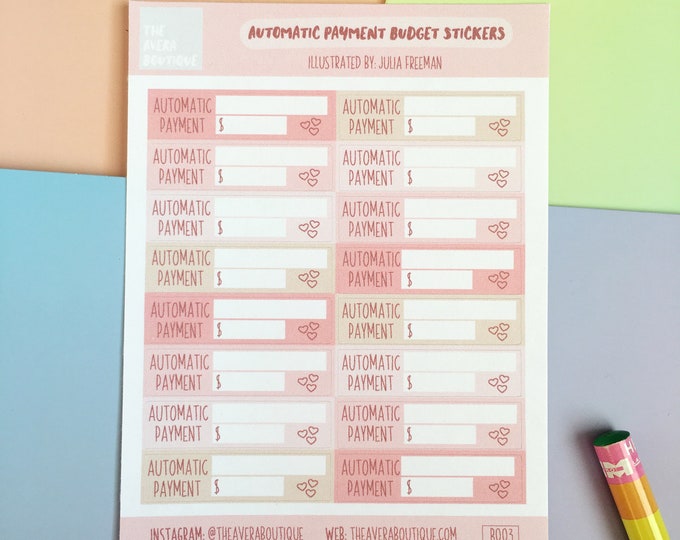 THE
AVERA
BOUTIQUE
AUTOMATIC PAYMENT BUDGET STICKERS
ILLUSTRATED BY: JULIA FREEMAN
AUTOMATIC AUTOMATIC
PAYMENT $ PAYMENT $
AUTOMATIC AUTOMATIC
PAYMENT $ PAYMENT $
AUTOMATIC AUTOMATIC
PAYMENT $ PAYMENT $
AUTOMATIC AUTOMATIC
PAYMENT $ PAYMENT $
AUTOMATIC AUTOMATIC
PAYMENT $ PAYMENT $
AUTOMATIC AUTOMATIC
PAYMENT $ PAYMENT $
AUTOMATIC AUTOMATIC
PAYMENT $ PAYMENT $
AUTOMATIC AUTOMATIC
PAYMENT $ PAYMENT $
INSTAGRAM: @THEAVERABOUTIQUE WEB: THEAVERABOUTIQUE.COM B003